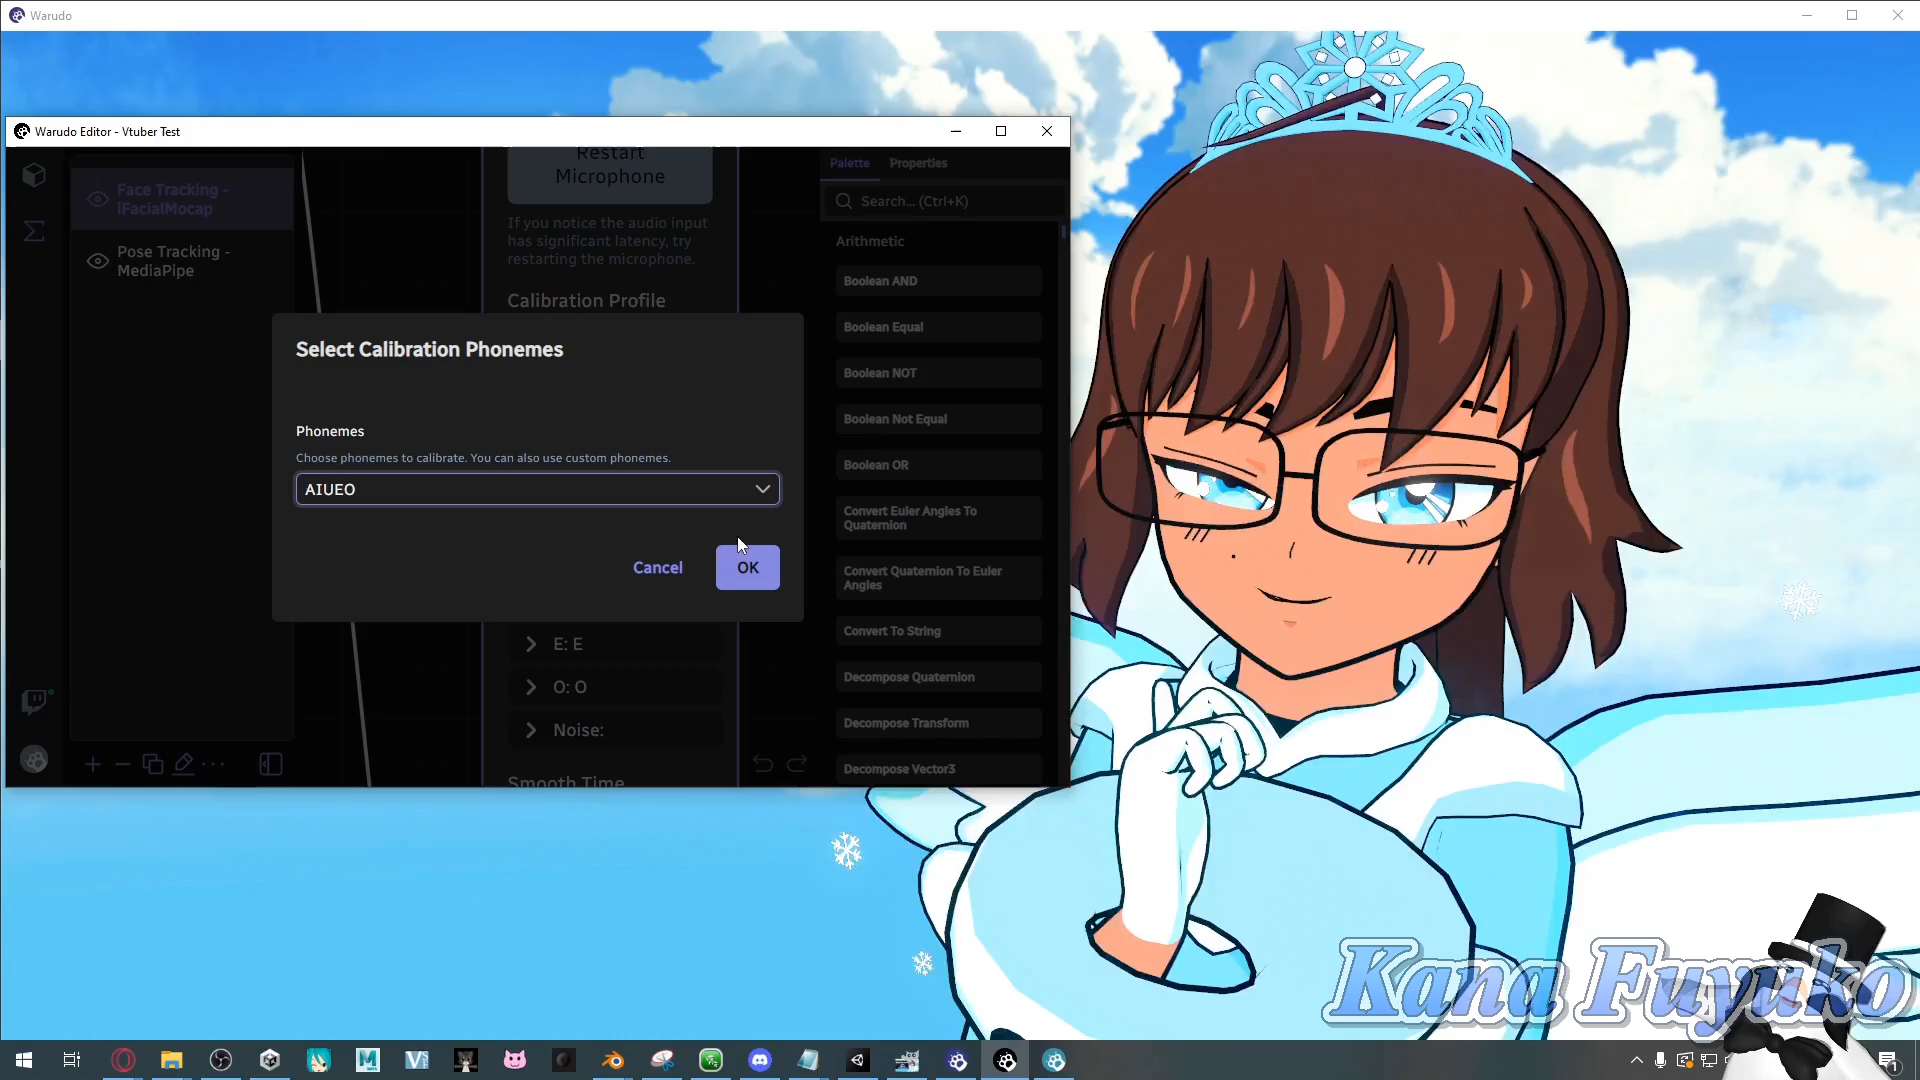 Warudo
Warudo Editor - Vtuber Test
Face Tracking -
iFacialMocap
Pose Tracking -
MediaPipe
Restart
Microphone
If you notice the audio input
has significant latency, try
restarting the microphone.
Calibration Profile
Select Calibration Phonemes
Phonemes
Choose phonemes to calibrate. You can also use custom phonemes.
AIUEO
Cancel
OK
E: E
O: O
Noise:
Smooth Time
Palette
Properties
Search... (Ctrl+K)
Arithmetic
Boolean AND
Boolean Equal
Boolean NOT
Boolean Not Equal
Boolean OR
Convert Euler Angles To
Quaternion
Convert Quaternion To Euler
Angles
Convert To String
Decompose Quaternion
Decompose Transform
Decompose Vector3
Kana Fuyuko